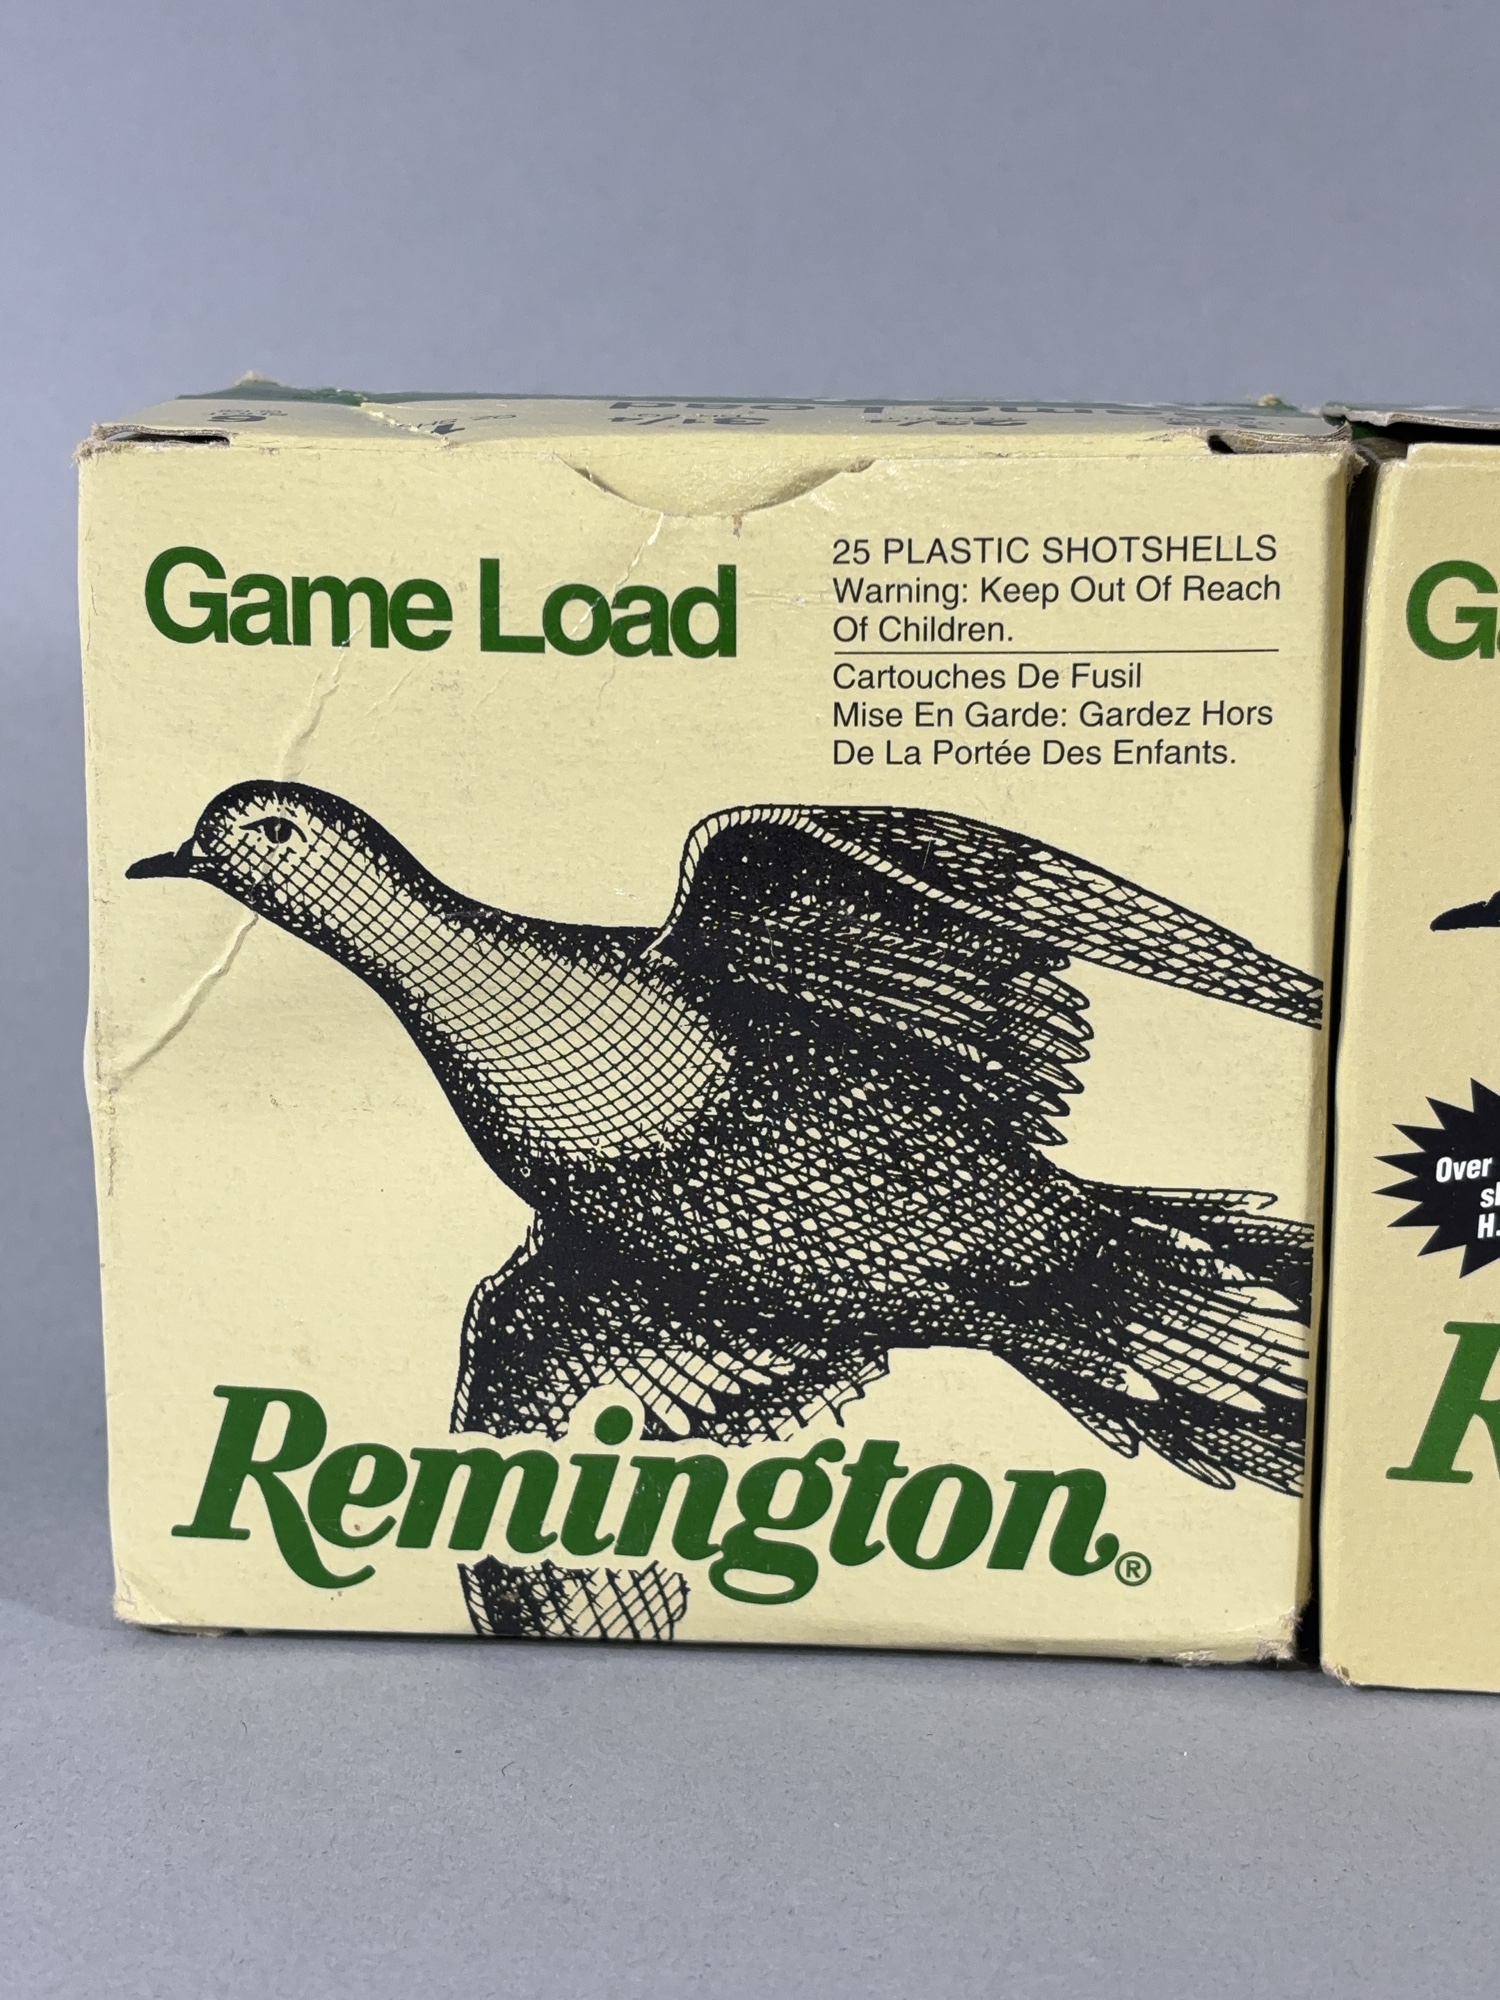 Game Load
25 PLASTIC SHOTSHELLS
Warning: Keep Out Of Reach
Of Children.
Cartouches De Fusil
Mise En Garde: Gardez Hors
De La Portée Des Enfants.
Remington®
Over